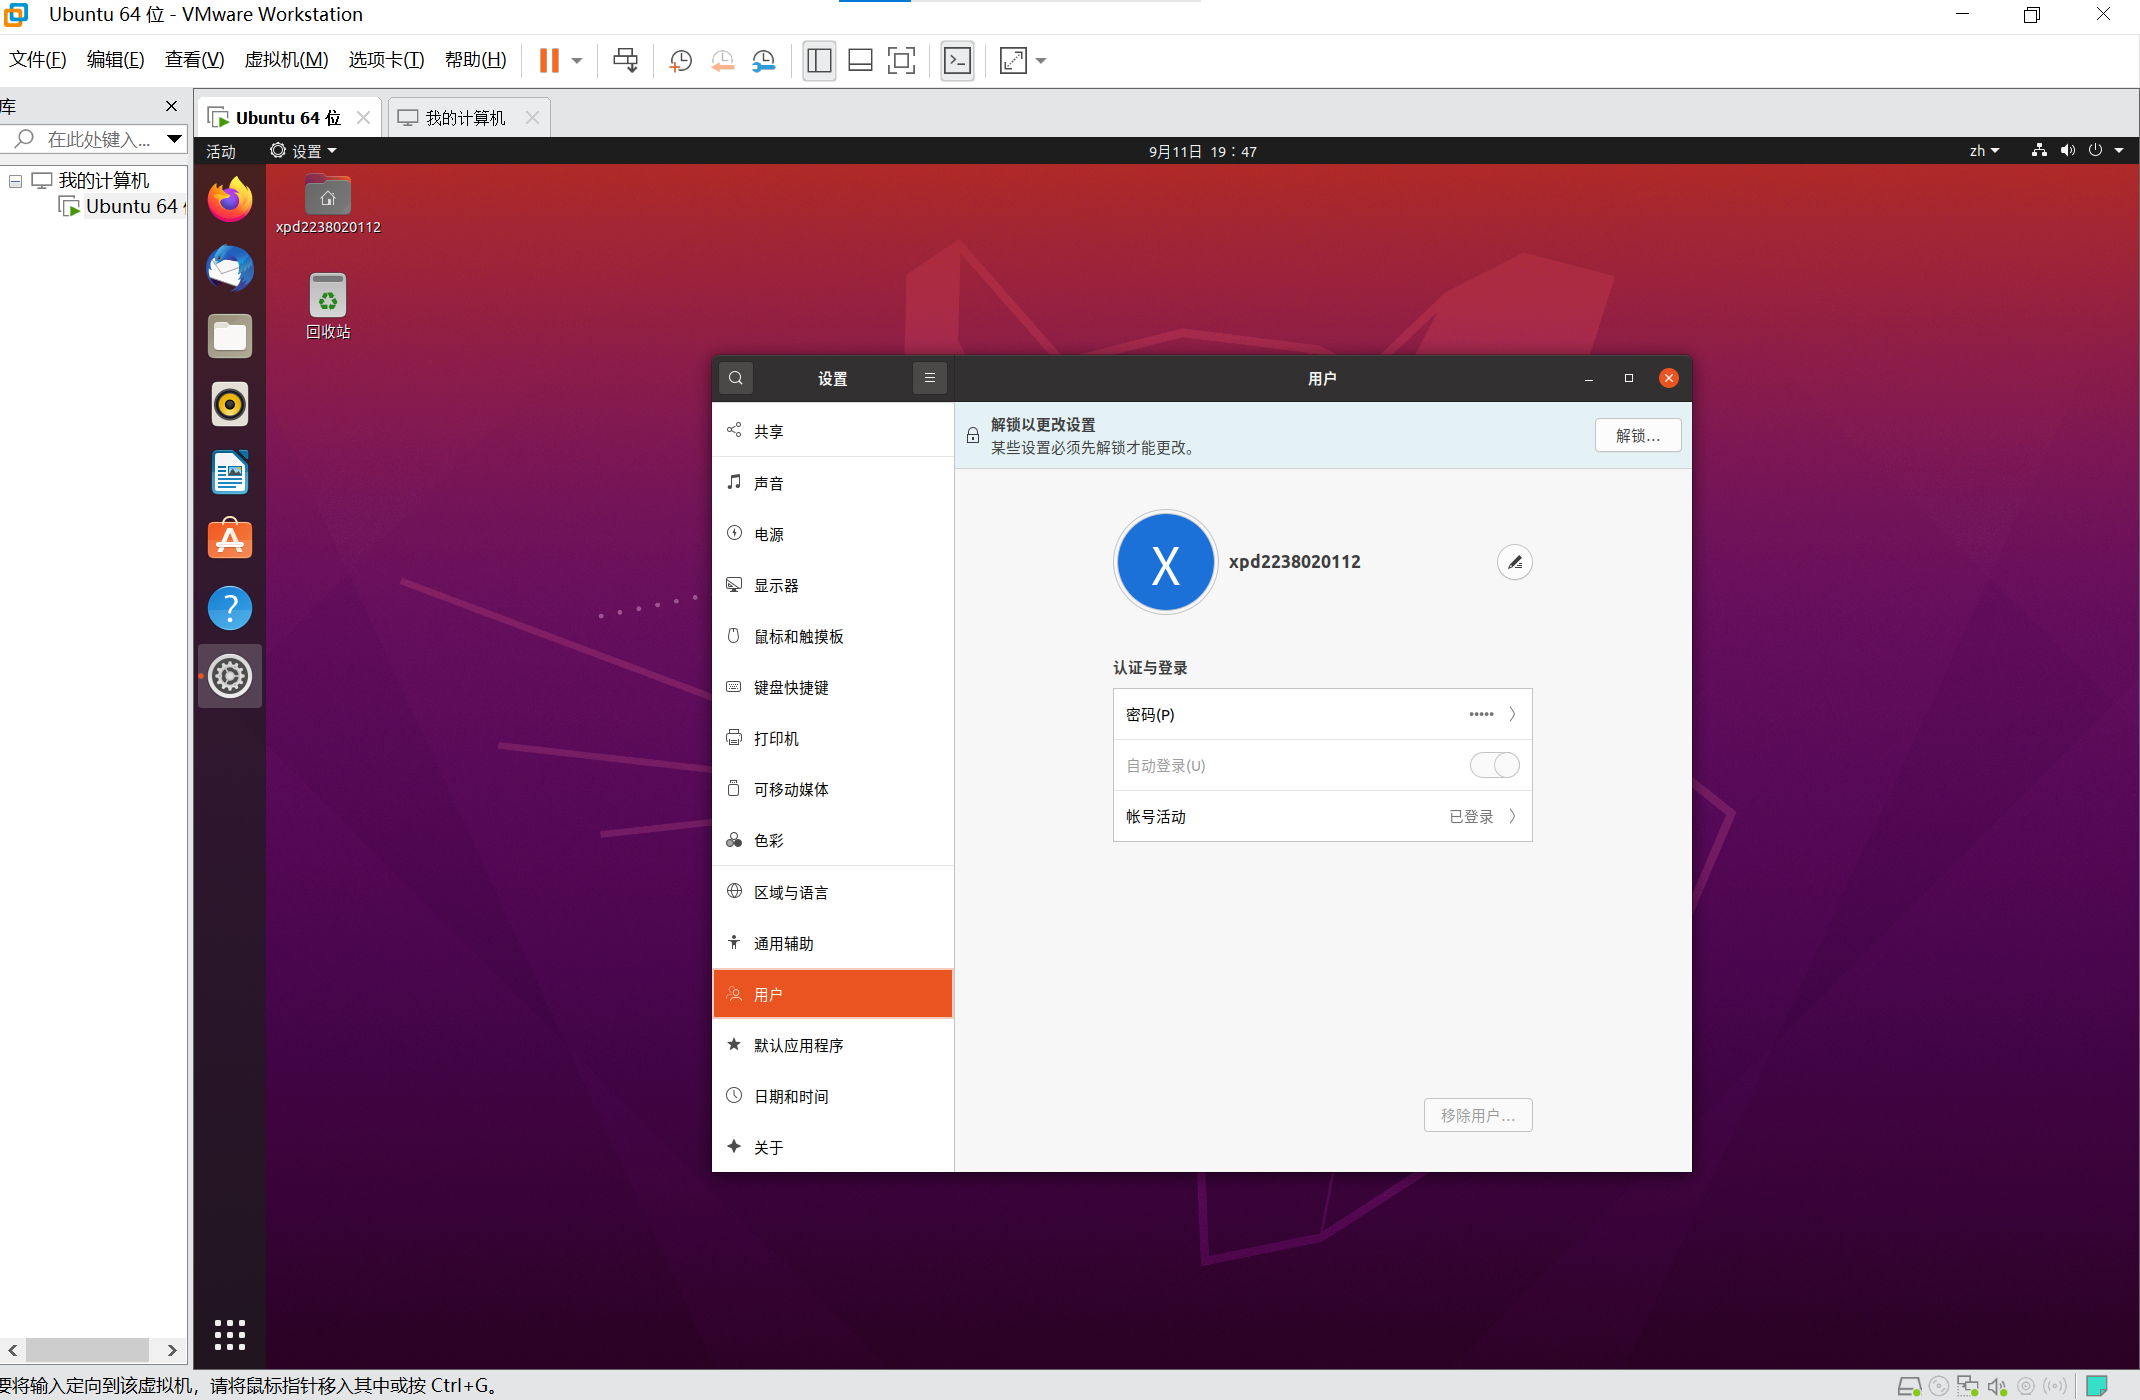 Ubuntu 64 位 - VMware Workstation
文件(F) 编辑(E) 查看(V) 虚拟机(M) 选项卡(T) 帮助(H)
库
在此处键入...
我的计算机
Ubuntu 64
Ubuntu 64 位
我的计算机
活动 设置 9月11日 19：47 zh
xpd2238020112
回收站
设置
用户
共享
声音
电源
显示器
鼠标和触摸板
键盘快捷键
打印机
可移动媒体
色彩
区域与语言
通用辅助
用户
默认应用程序
日期和时间
关于
解锁以更改设置
某些设置必须先解锁才能更改。
解锁...
X
xpd2238020112
认证与登录
密码(P) •••••
自动登录(U)
帐号活动 已登录
移除用户...
要将输入定向到该虚拟机，请将鼠标指针移入其中或按 Ctrl+G。